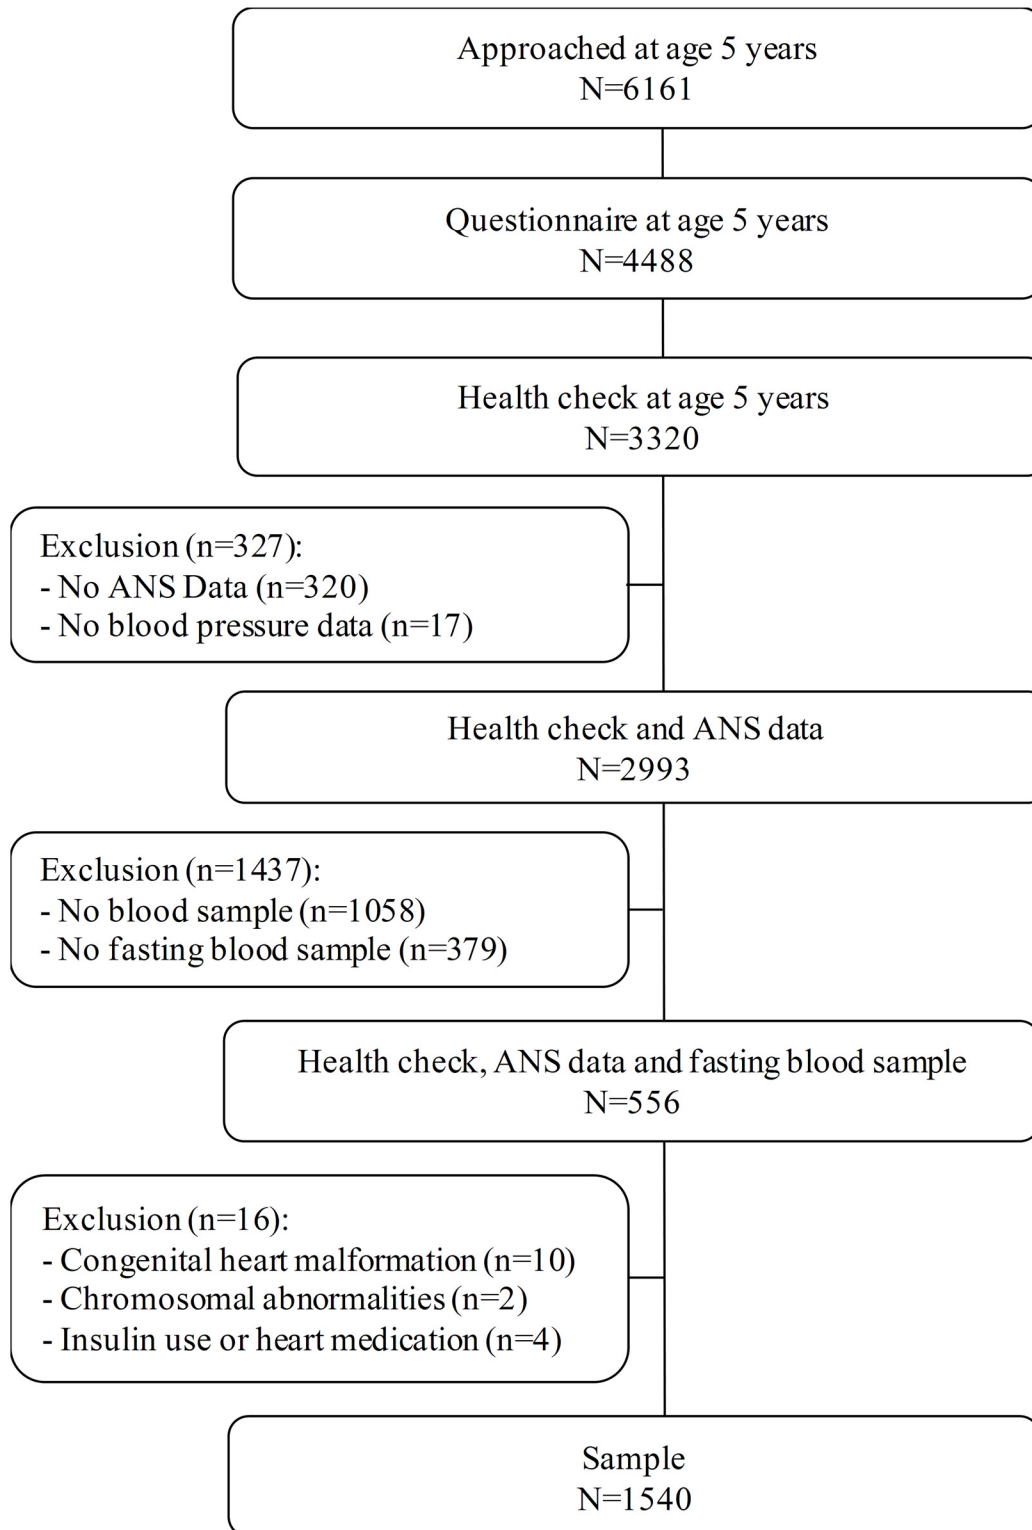 Approached at age 5 years
N=6161
Questionnaire at age 5 years
N=4488
Health check at age 5 years
N=3320
Exclusion (n=327):
- No ANS Data (n=320)
- No blood pressure data (n=17)
Health check and ANS data
N=2993
Exclusion (n=1437):
- No blood sample (n=1058)
- No fasting blood sample (n=379)
Health check, ANS data and fasting blood sample
N=556
Exclusion (n=16):
- Congenital heart malformation (n=10)
- Chromosomal abnormalities (n=2)
- Insulin use or heart medication (n=4)
Sample
N=1540